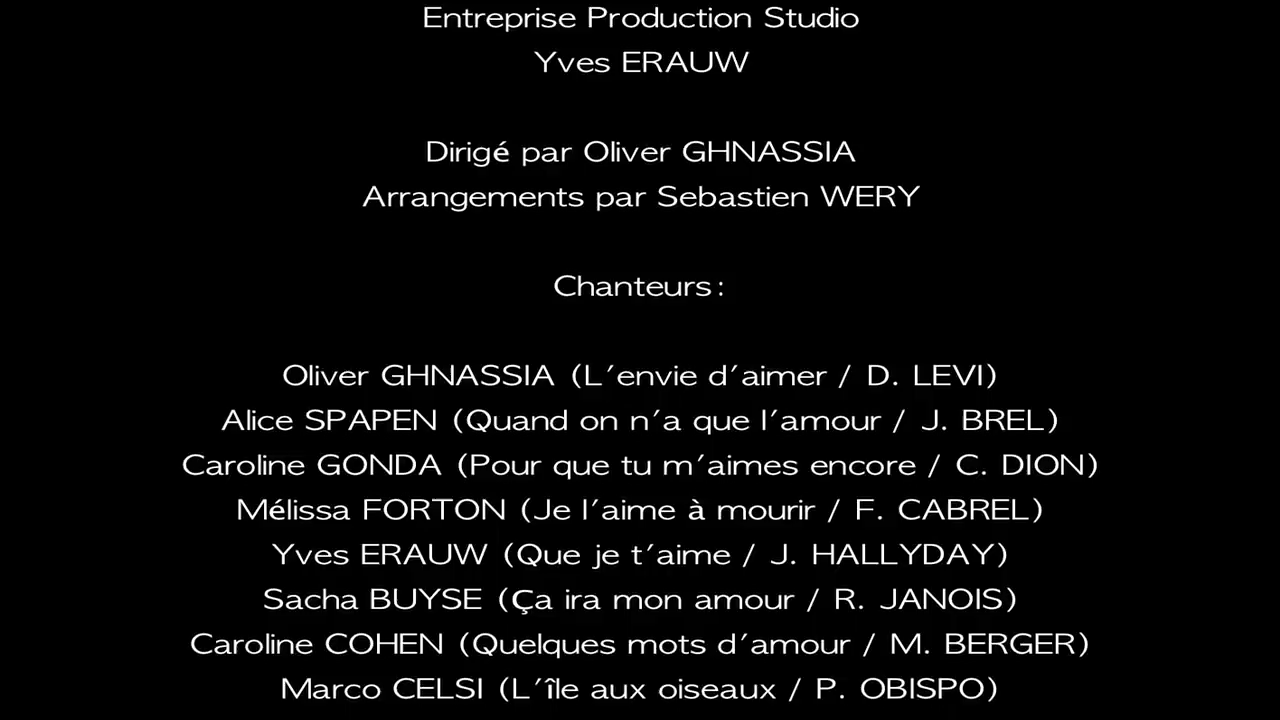 Entreprise Production Studio
Yves ERAUW
Dirigé par Oliver GHNASSIA
Arrangements par Sebastien WERY
Chanteurs :
Oliver GHNASSIA (L'envie d'aimer / D. LEVI)
Alice SPAPEN (Quand on n'a que l'amour / J. BREL)
Caroline GONDA (Pour que tu m'aimes encore / C. DION)
Mélissa FORTON (Je l'aime à mourir / F. CABREL)
Yves ERAUW (Que je t'aime / J. HALLYDAY)
Sacha BUYSE (Ça ira mon amour / R. JANOIS)
Caroline COHEN (Quelques mots d'amour / M. BERGER)
Marco CELSI (L'île aux oiseaux / P. OBISPO)